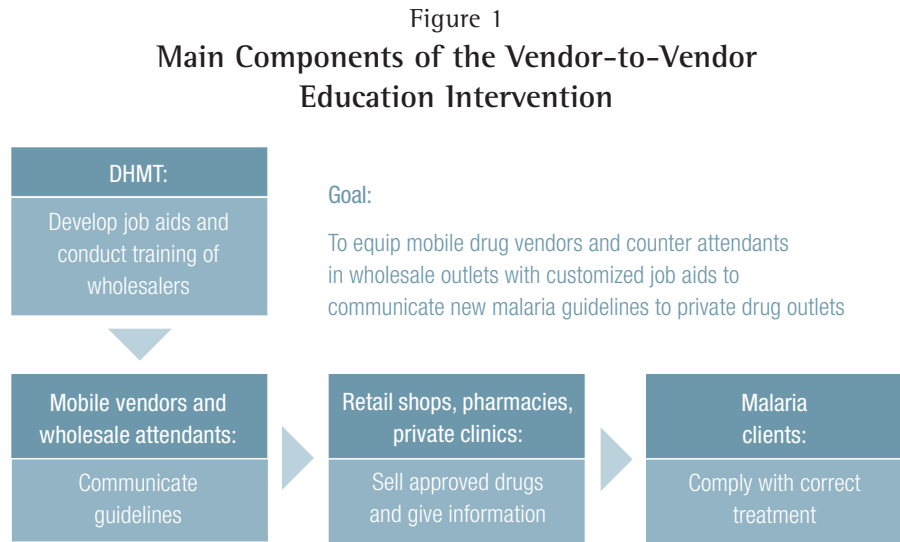 Figure 1
Main Components of the Vendor-to-Vendor
Education Intervention
DHMT:
Develop job aids and
conduct training of
wholesalers
Goal:
To equip mobile drug vendors and counter attendants
in wholesale outlets with customized job aids to
communicate new malaria guidelines to private drug outlets
Mobile vendors and
wholesale attendants:
Communicate
guidelines
Retail shops, pharmacies,
private clinics:
Sell approved drugs
and give information
Malaria
clients:
Comply with correct
treatment